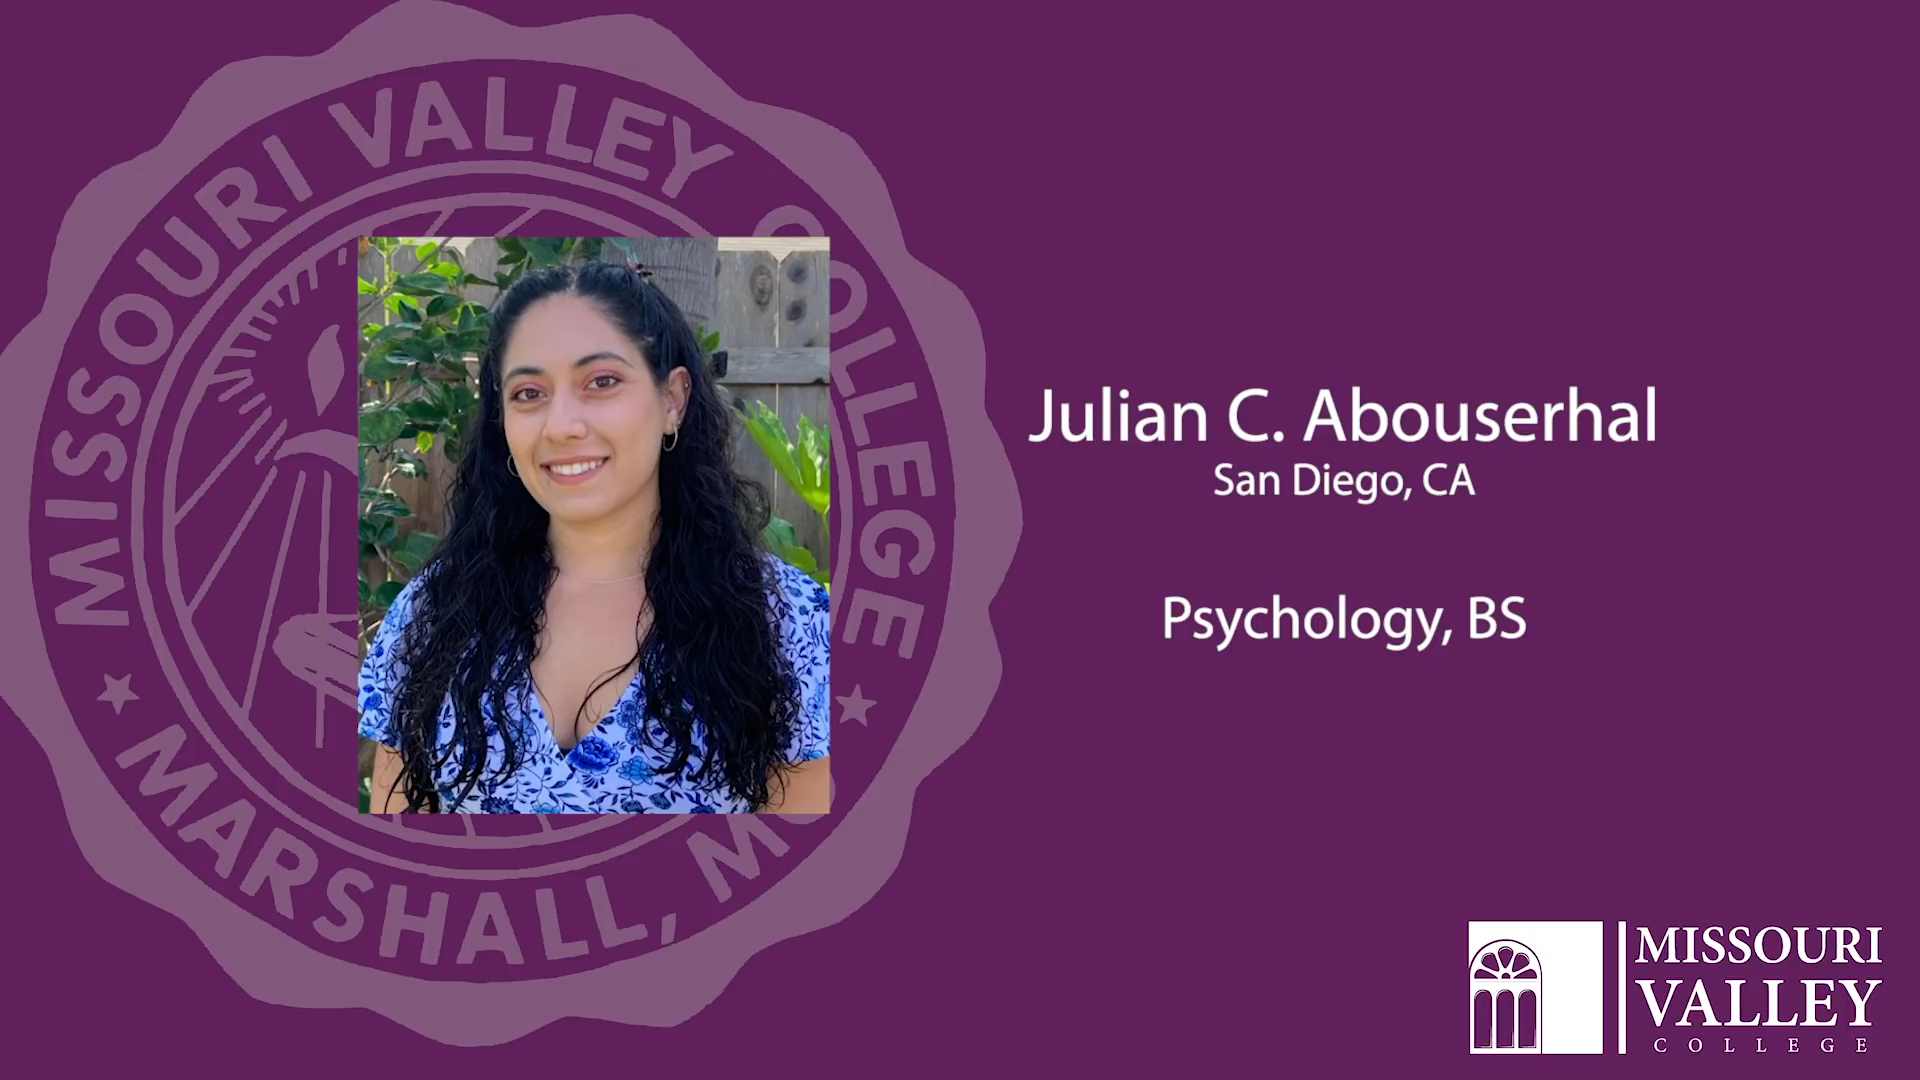 MISSOURI VALLEY COLLEGE
MARSHALL, MO
Julian C. Abouserhal
San Diego, CA
Psychology, BS
MISSOURI
VALLEY
COLLEGE